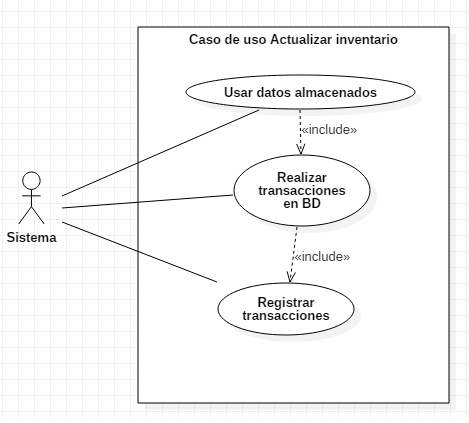 Caso de uso Actualizar inventario
Usar datos almacenados
«include»
Realizar
transacciones
en BD
Sistema
«include»
Registrar
transacciones